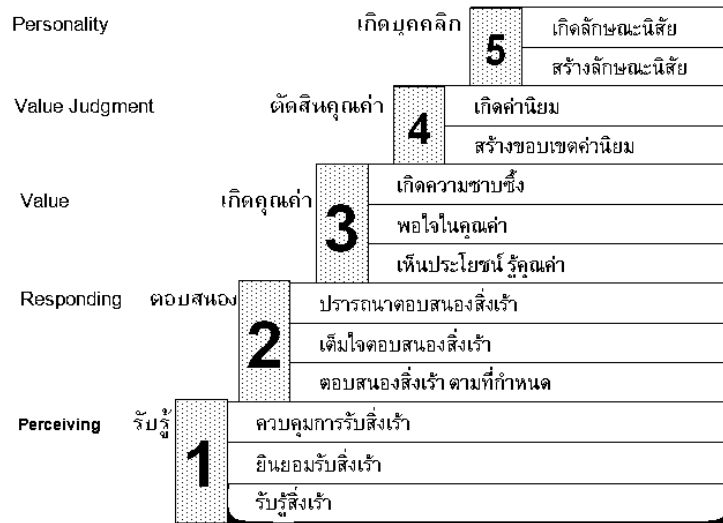 Personality เกิดบุคคลิก 5 เกิดลักษณะนิสัย
สร้างลักษณะนิสัย
Value Judgment ตัดสินคุณค่า 4 เกิดค่านิยม
สร้างขอบเขตค่านิยม
Value เกิดคุณค่า 3 เกิดความซาบซึ้ง
พอใจในคุณค่า
เห็นประโยชน์ รู้คุณค่า
Responding ตอบสนอง 2 ปรารถนาตอบสนองสิ่งเร้า
เต็มใจตอบสนองสิ่งเร้า
ตอบสนองสิ่งเร้า ตามที่กำหนด
Perceiving รับรู้ 1 ควบคุมการรับสิ่งเร้า
ยินยอมรับสิ่งเร้า
รับรู้สิ่งเร้า